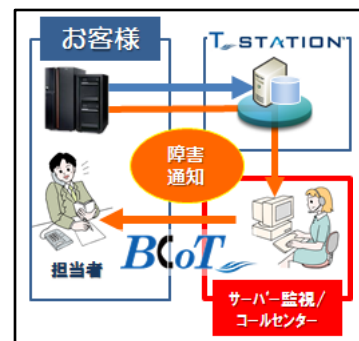 お客様
T-STATION™
障害
通知
担当者
BCoT
サーバー監視/
コールセンター